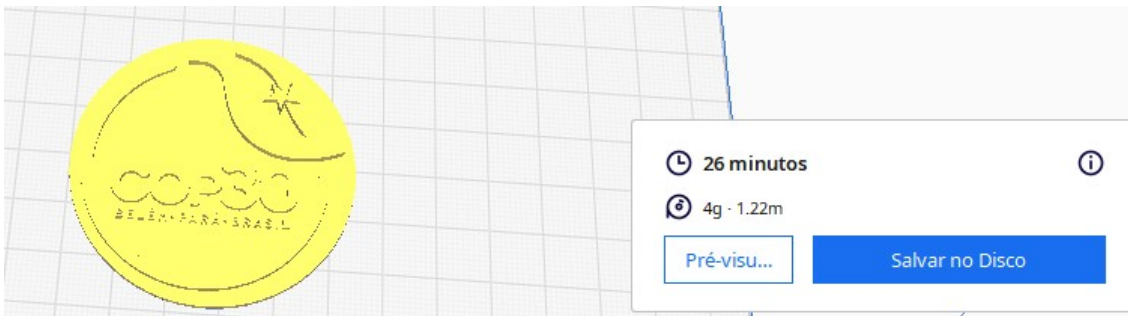 COP30
BELÉM•PARÁ•BRASIL
26 minutos
4g · 1.22m
Pré-visu...
Salvar no Disco